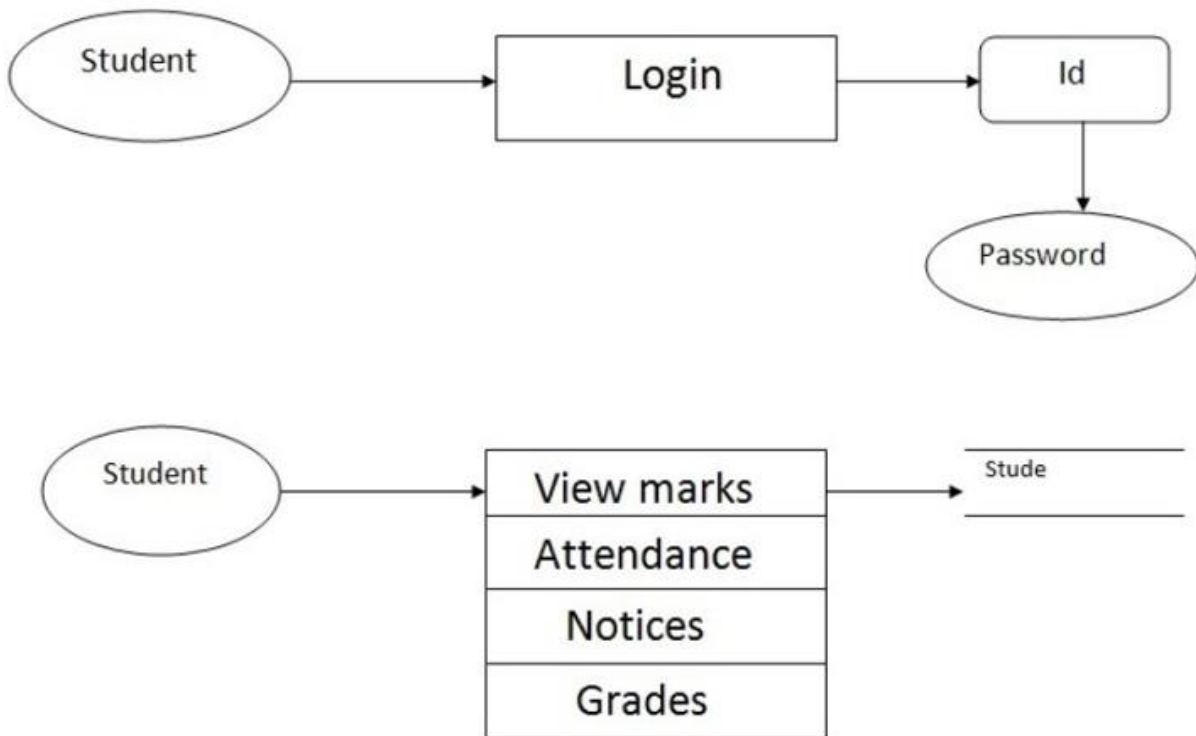 Student
Login
Id
Password
Student
View marks
Stude
Attendance
Notices
Grades